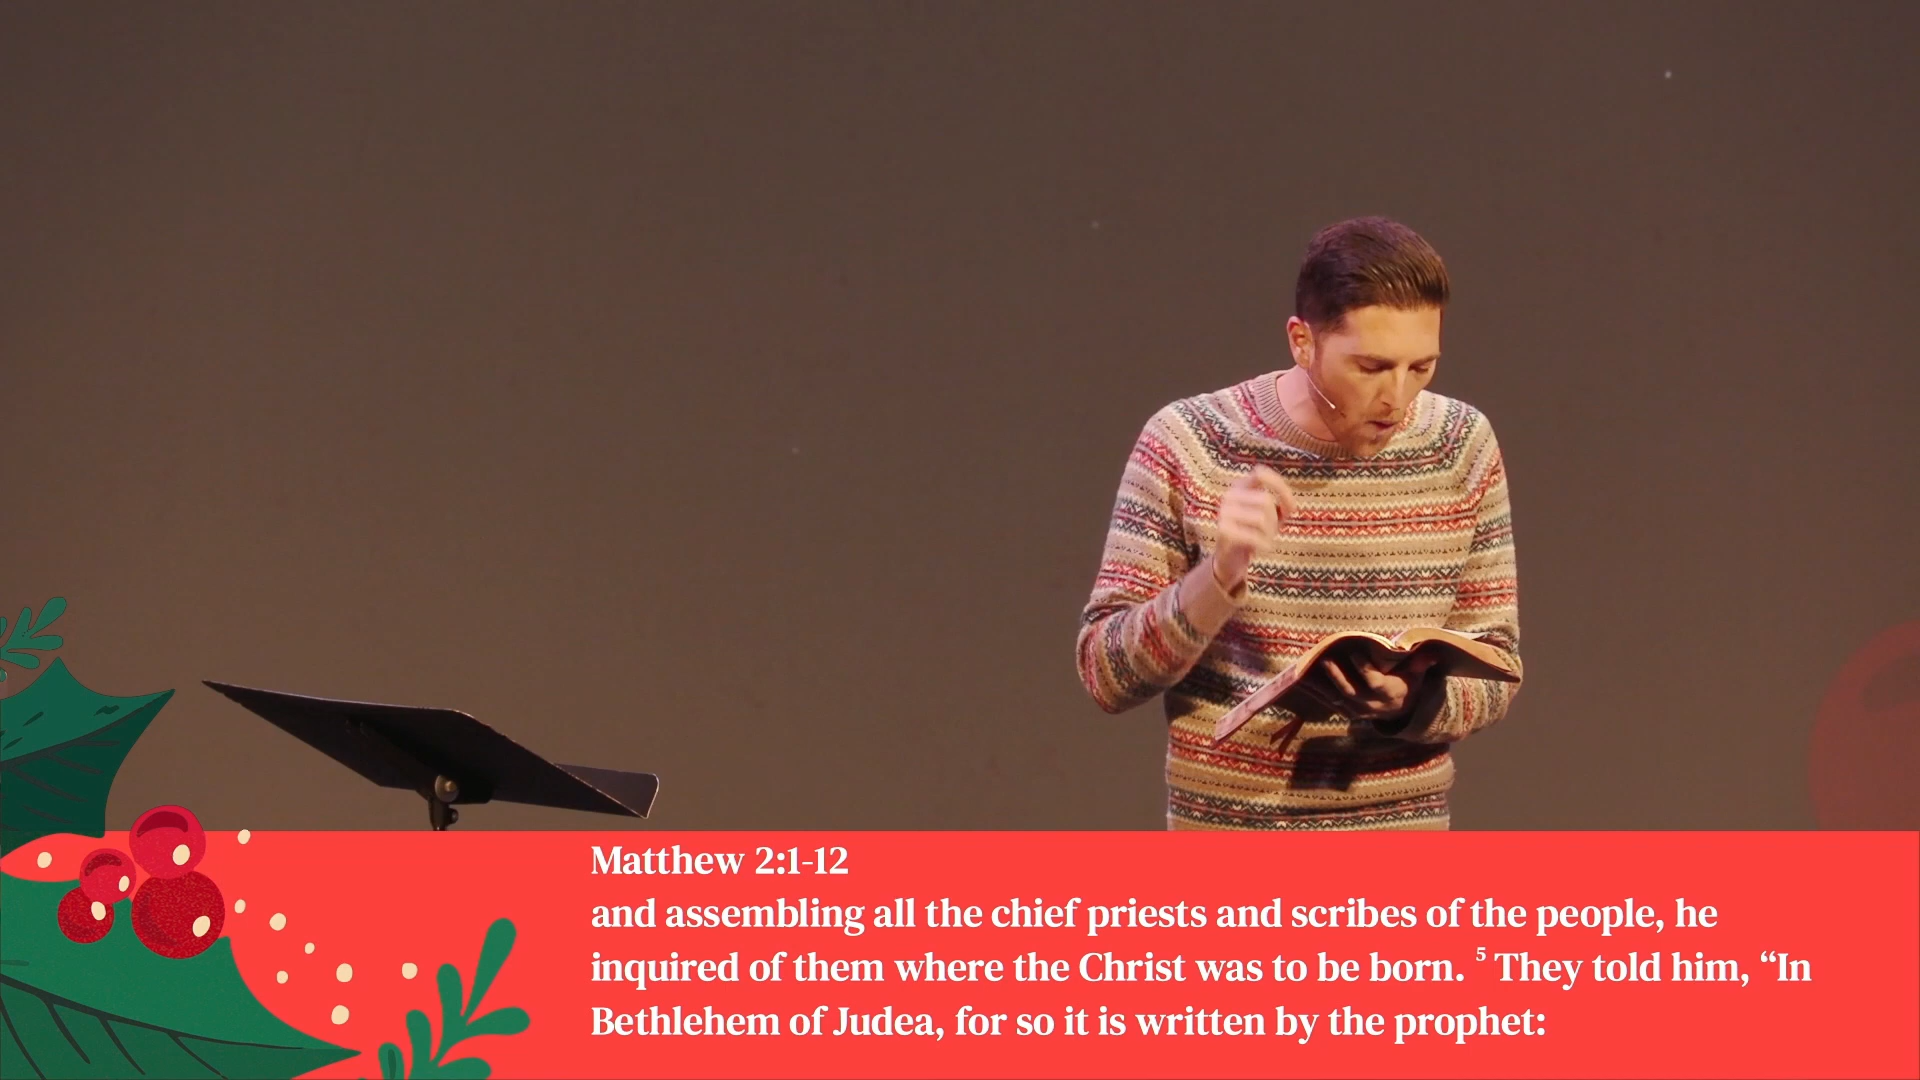 Matthew 2:1-12
and assembling all the chief priests and scribes of the people, he
inquired of them where the Christ was to be born. ⁵ They told him, “In
Bethlehem of Judea, for so it is written by the prophet: